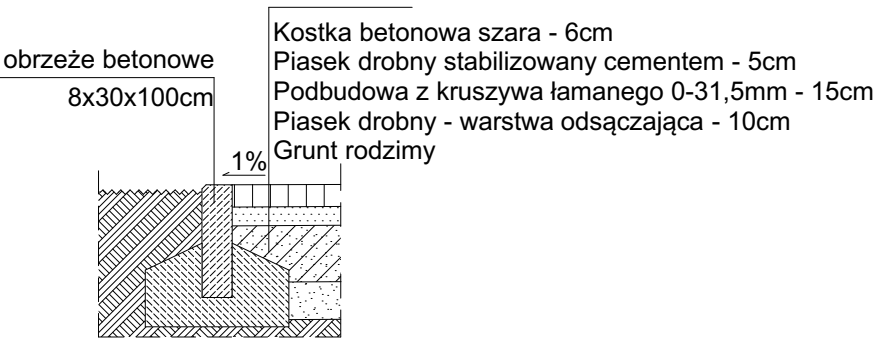 obrzeże betonowe
8x30x100cm
Kostka betonowa szara - 6cm
Piasek drobny stabilizowany cementem - 5cm
Podbudowa z kruszywa łamanego 0-31,5mm - 15cm
Piasek drobny - warstwa odsączająca - 10cm
Grunt rodzimy
1%